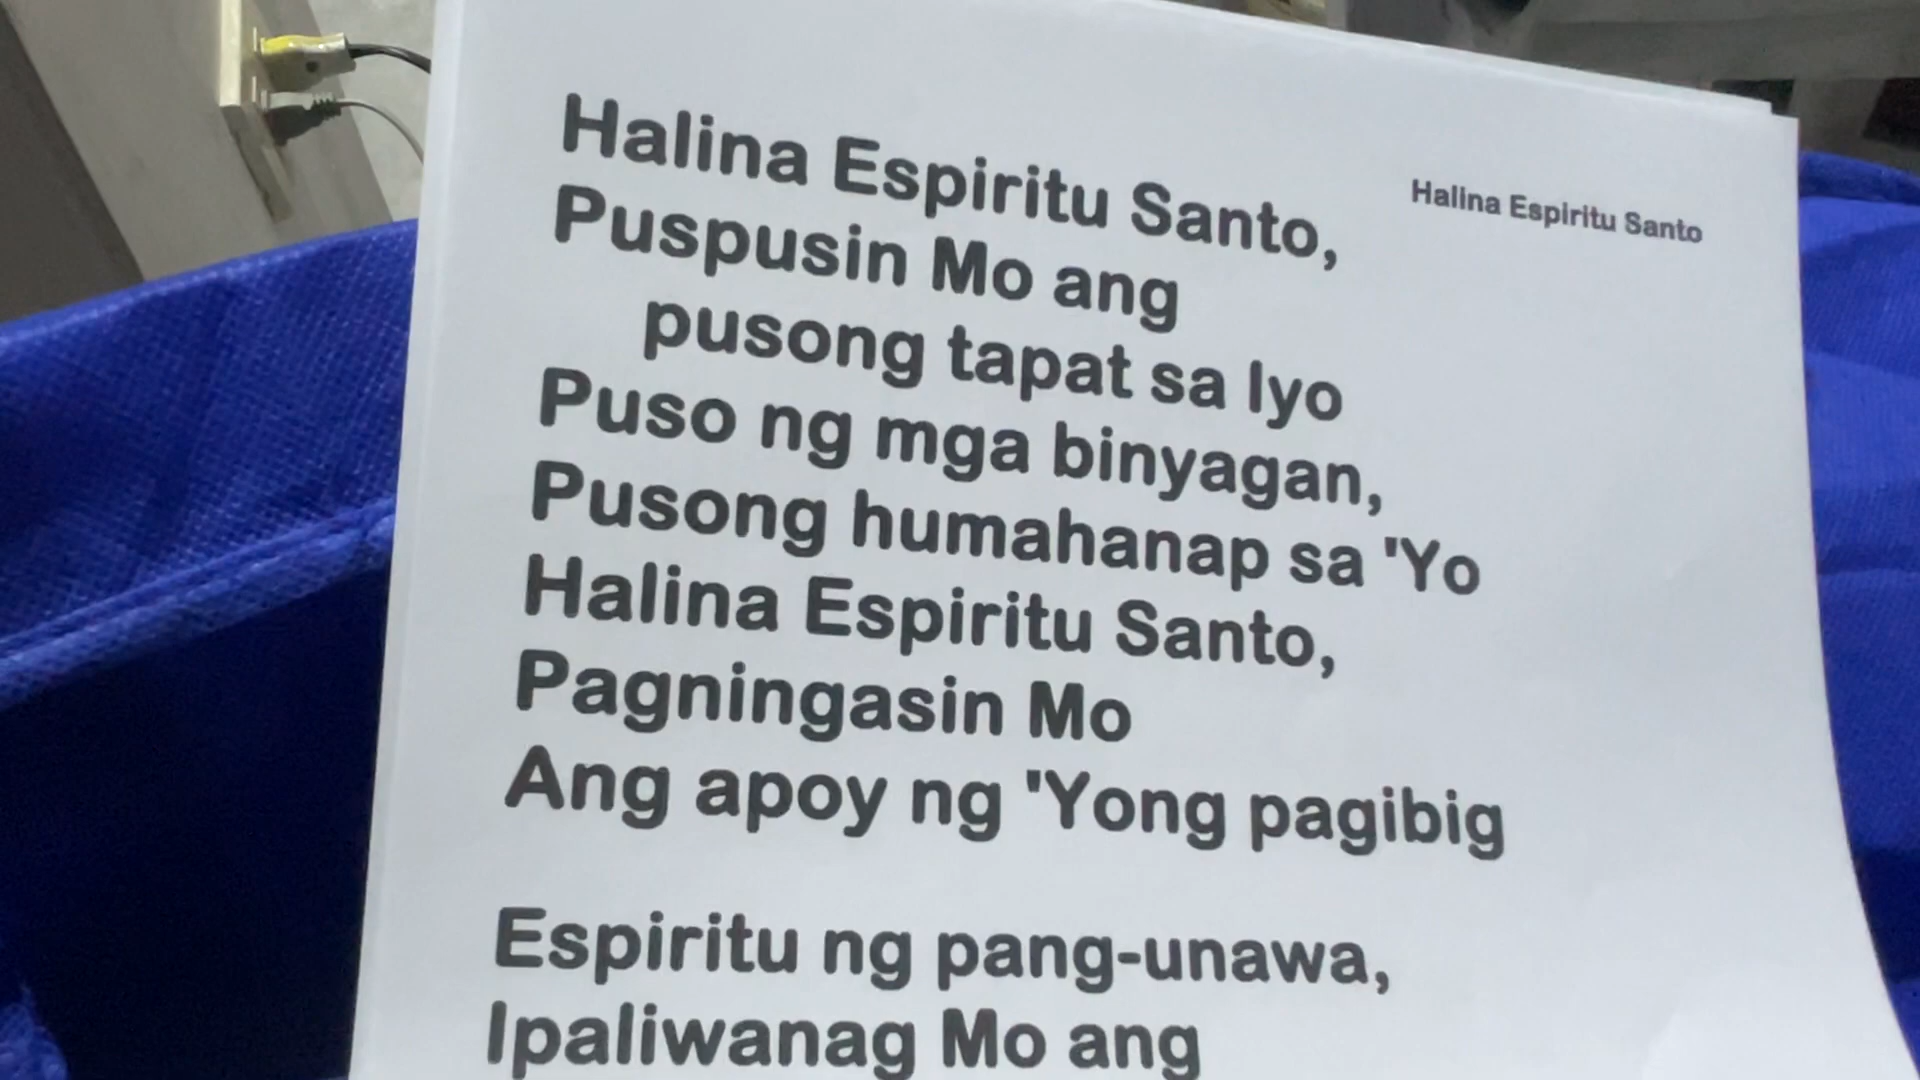 Halina Espiritu Santo
Halina Espiritu Santo,
Puspusin Mo ang
pusong tapat sa Iyo
Puso ng mga binyagan,
Pusong humahanap sa 'Yo
Halina Espiritu Santo,
Pagningasin Mo
Ang apoy ng 'Yong pagibig
Espiritu ng pang-unawa,
Ipaliwanag Mo ang